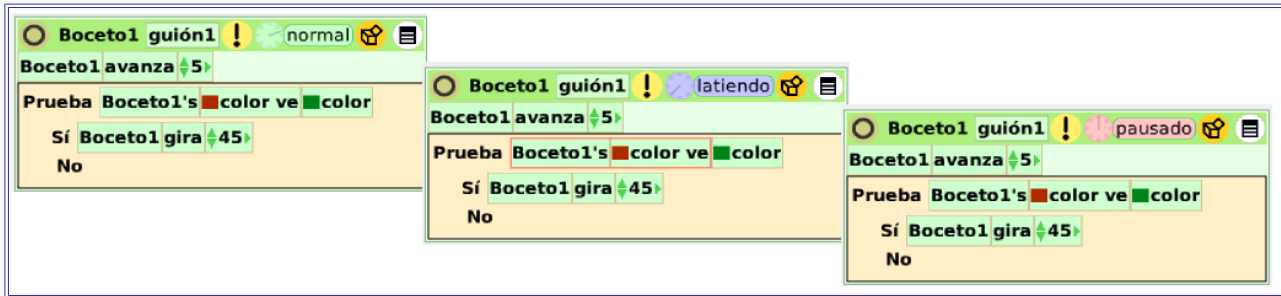 Boceto1 guión1 ! normal
Boceto1 avanza 5
Prueba Boceto1's color ve color
Sí Boceto1 gira 45
No
Boceto1 guión1 ! latiendo
Boceto1 avanza 5
Prueba Boceto1's color ve color
Sí Boceto1 gira 45
No
Boceto1 guión1 ! pausado
Boceto1 avanza 5
Prueba Boceto1's color ve color
Sí Boceto1 gira 45
No